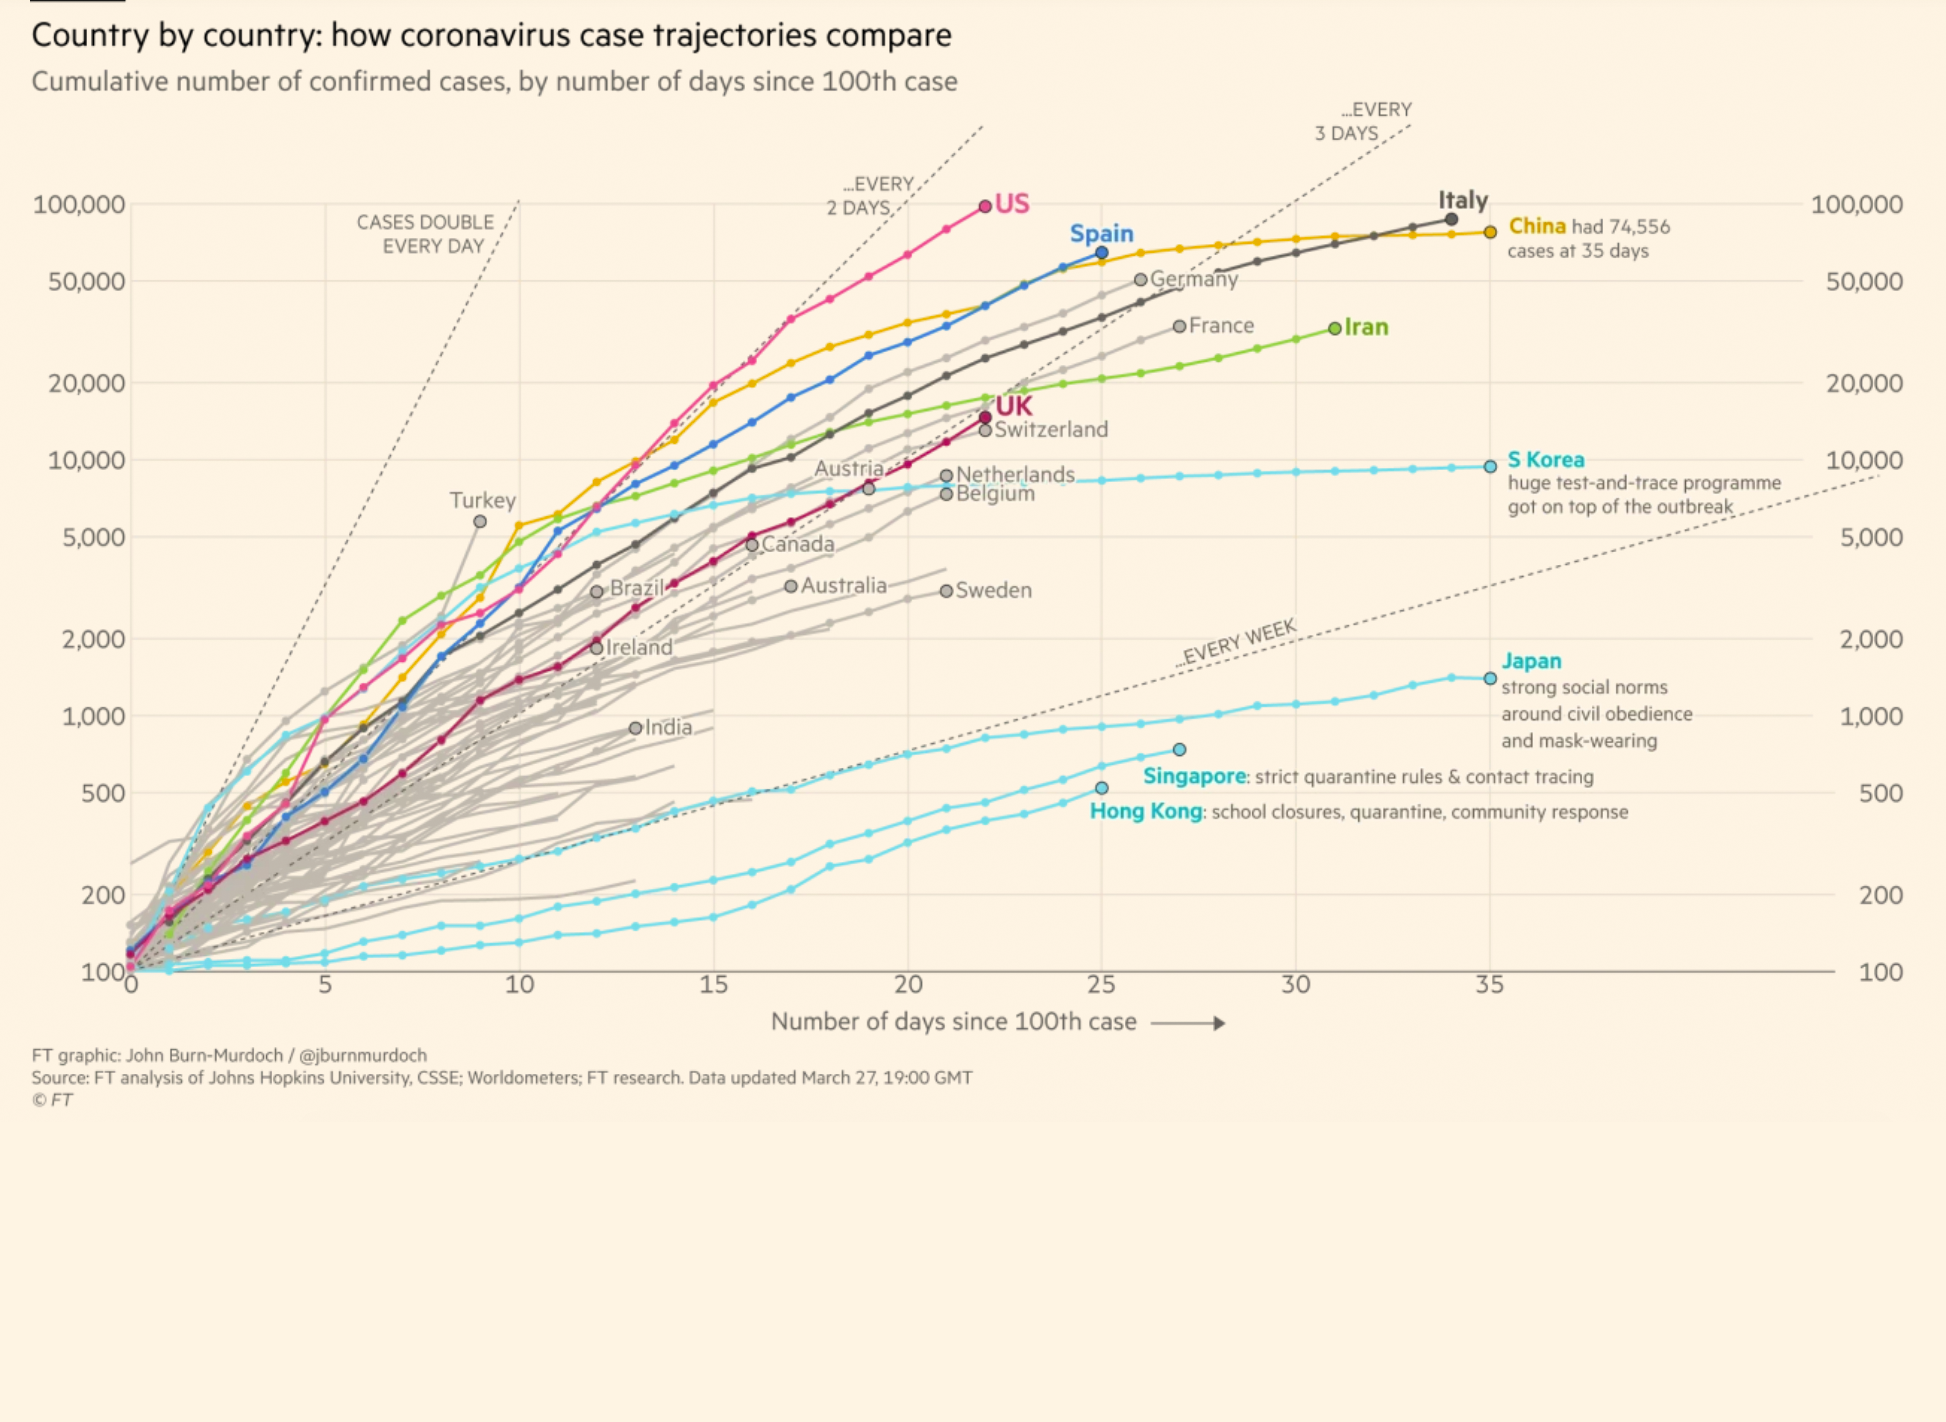 Country by country: how coronavirus case trajectories compare
Cumulative number of confirmed cases, by number of days since 100th case
...EVERY
3 DAYS
...EVERY
2 DAYS
CASES DOUBLE
EVERY DAY
100,000
50,000
20,000
10,000
5,000
2,000
1,000
500
200
100
US
Spain
Italy
China had 74,556
cases at 35 days
Germany
France
Iran
UK
Switzerland
Austria
Netherlands
Belgium
S Korea
huge test-and-trace programme
got on top of the outbreak
Turkey
Canada
Brazil
Australia
Sweden
Ireland
...EVERY WEEK
Japan
strong social norms
around civil obedience
and mask-wearing
India
Singapore: strict quarantine rules & contact tracing
Hong Kong: school closures, quarantine, community response
100,000
50,000
20,000
10,000
5,000
2,000
1,000
500
200
100
0 5 10 15 20 25 30 35
Number of days since 100th case
FT graphic: John Burn-Murdoch / @jburnmurdoch
Source: FT analysis of Johns Hopkins University, CSSE; Worldometers; FT research. Data updated March 27, 19:00 GMT
© FT